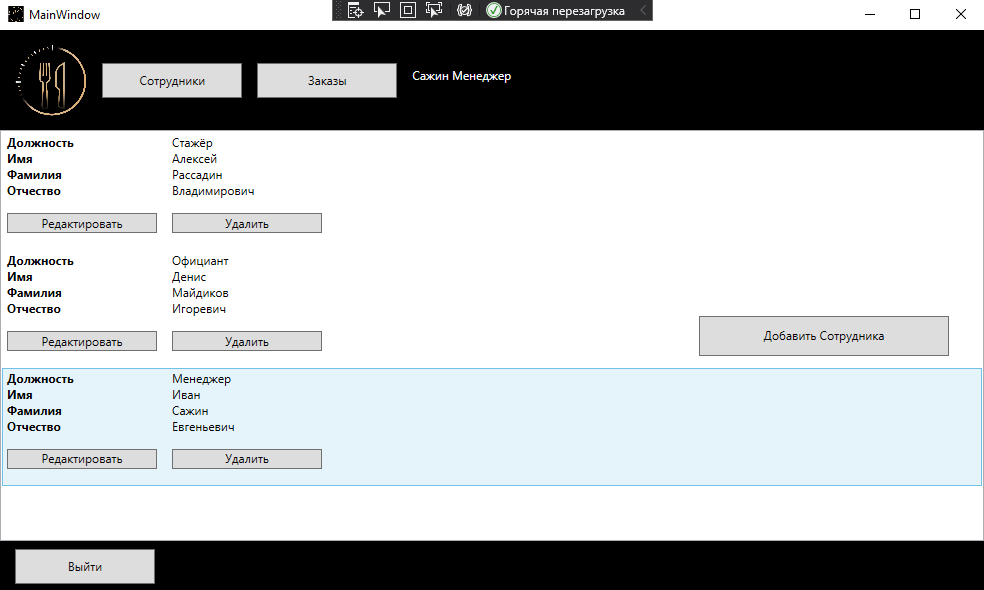 MainWindow
Горячая перезагрузка
Сотрудники Заказы Сажин Менеджер
Должность Стажёр
Имя Алексей
Фамилия Рассадин
Отчество Владимирович
Редактировать Удалить
Должность Официант
Имя Денис
Фамилия Майдиков
Отчество Игоревич
Редактировать Удалить
Добавить Сотрудника
Должность Менеджер
Имя Иван
Фамилия Сажин
Отчество Евгеньевич
Редактировать Удалить
Выйти